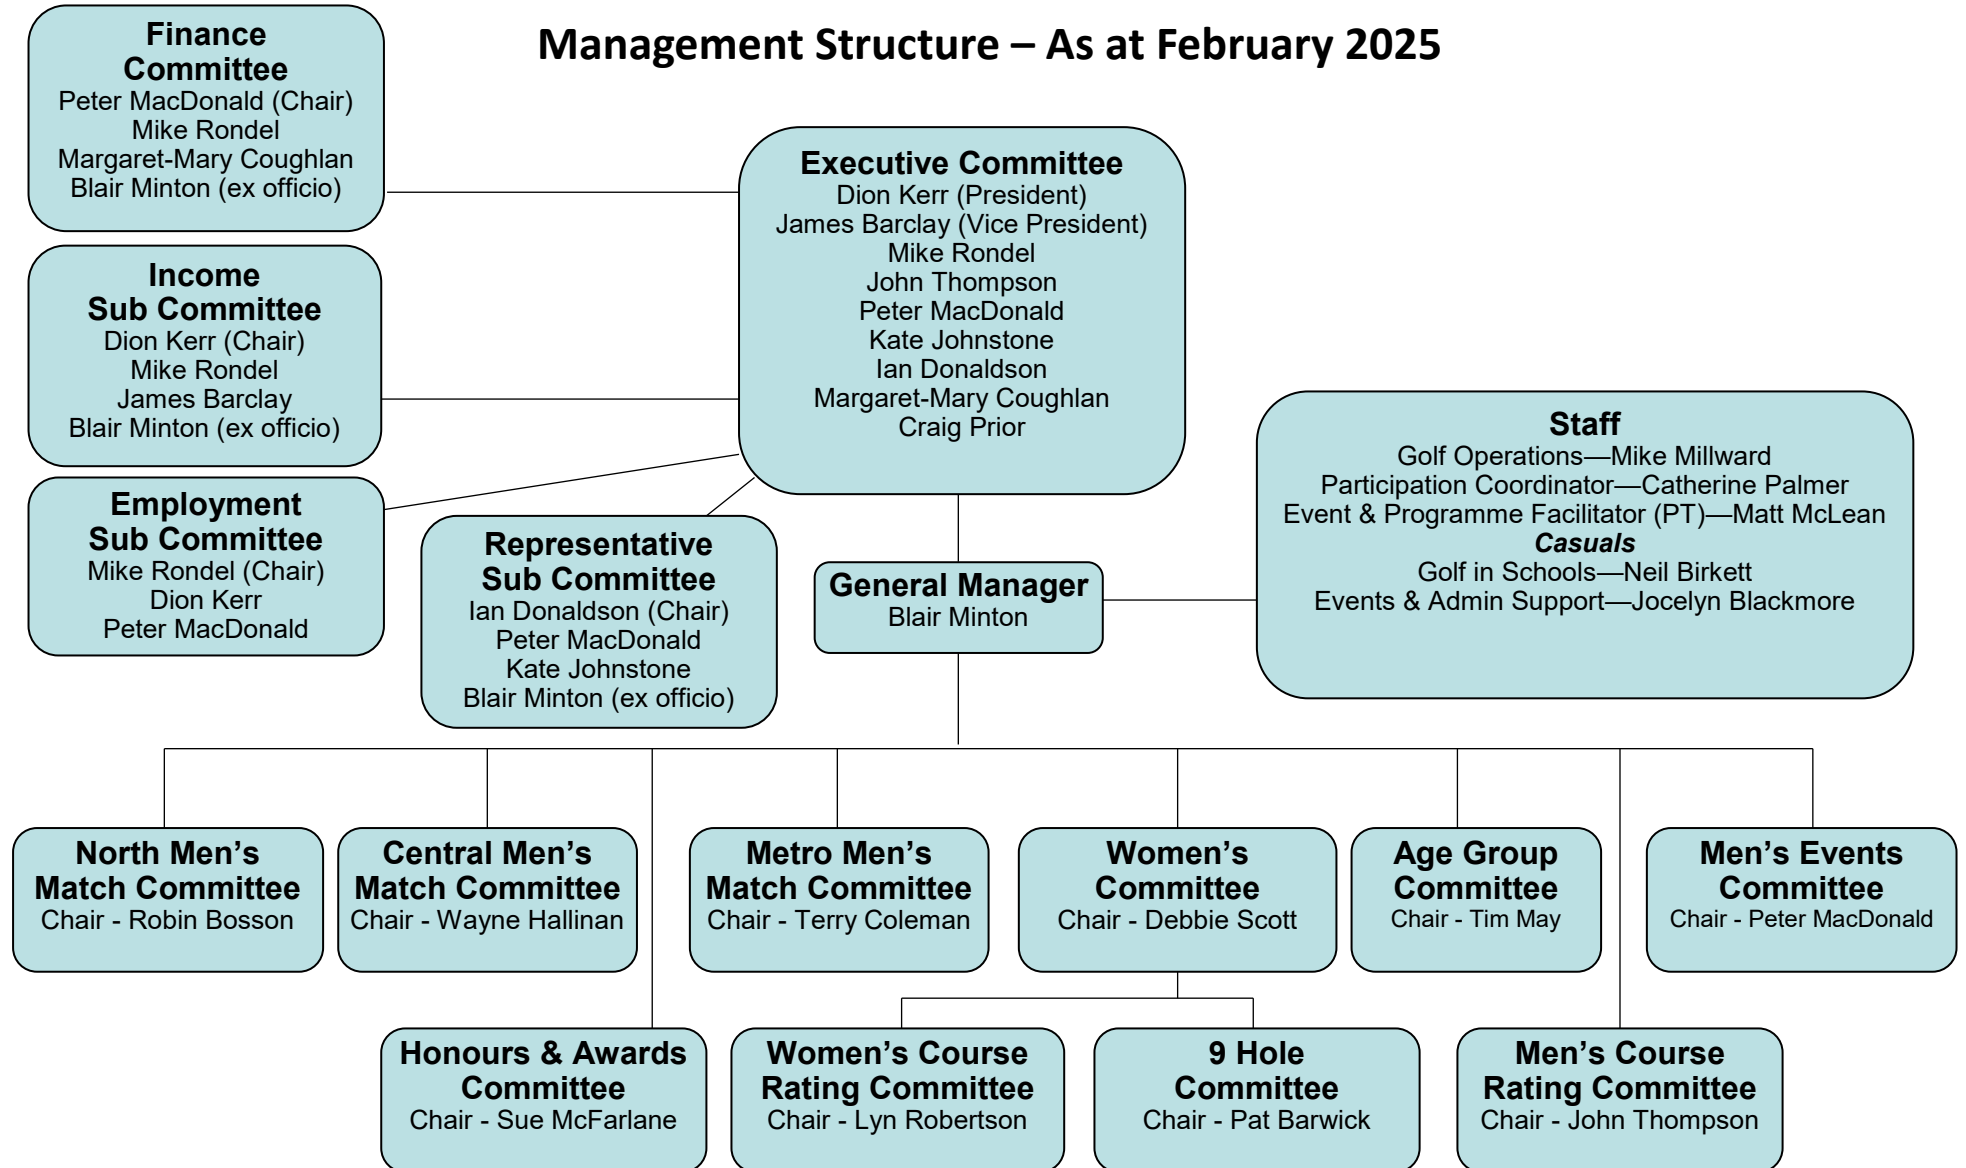 Management Structure – As at February 2025
Finance
Committee
Peter MacDonald (Chair)
Mike Rondel
Margaret-Mary Coughlan
Blair Minton (ex officio)
Income
Sub Committee
Dion Kerr (Chair)
Mike Rondel
James Barclay
Blair Minton (ex officio)
Employment
Sub Committee
Mike Rondel (Chair)
Dion Kerr
Peter MacDonald
Representative
Sub Committee
Ian Donaldson (Chair)
Peter MacDonald
Kate Johnstone
Blair Minton (ex officio)
Executive Committee
Dion Kerr (President)
James Barclay (Vice President)
Mike Rondel
John Thompson
Peter MacDonald
Kate Johnstone
Ian Donaldson
Margaret-Mary Coughlan
Craig Prior
General Manager
Blair Minton
Staff
Golf Operations—Mike Millward
Participation Coordinator—Catherine Palmer
Event & Programme Facilitator (PT)—Matt McLean
Casuals
Golf in Schools—Neil Birkett
Events & Admin Support—Jocelyn Blackmore
North Men’s
Match Committee
Chair - Robin Bosson
Central Men’s
Match Committee
Chair - Wayne Hallinan
Metro Men’s
Match Committee
Chair - Terry Coleman
Women’s
Committee
Chair - Debbie Scott
Age Group
Committee
Chair - Tim May
Men’s Events
Committee
Chair - Peter MacDonald
Honours & Awards
Committee
Chair - Sue McFarlane
Women’s Course
Rating Committee
Chair - Lyn Robertson
9 Hole
Committee
Chair - Pat Barwick
Men’s Course
Rating Committee
Chair - John Thompson